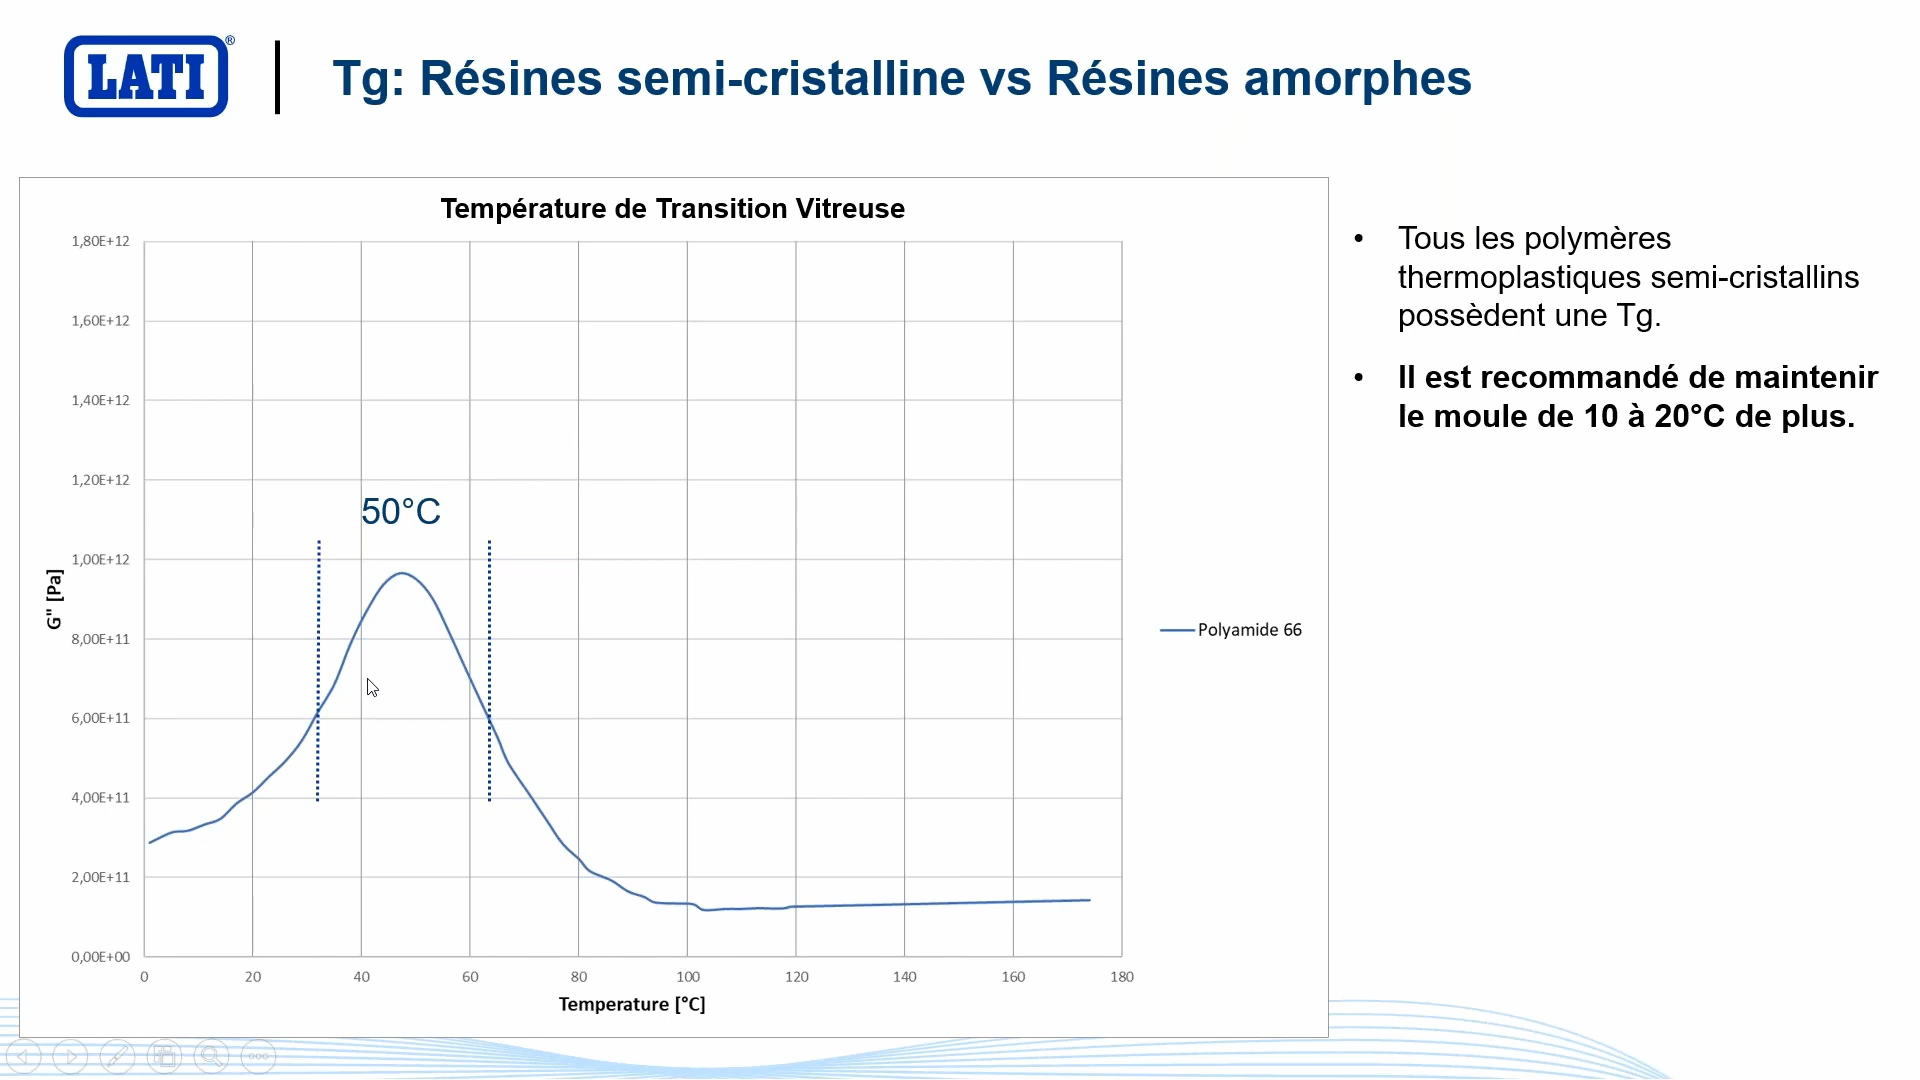 LATI®
Tg: Résines semi-cristalline vs Résines amorphes
Température de Transition Vitreuse
1,80E+12
1,60E+12
1,40E+12
1,20E+12
1,00E+12
8,00E+11
6,00E+11
4,00E+11
2,00E+11
0,00E+00
G" [Pa]
50°C
0 20 40 60 80 100 120 140 160 180
Temperature [°C]
Polyamide 66
• Tous les polymères
thermoplastiques semi-cristallins
possèdent une Tg.
• Il est recommandé de maintenir
le moule de 10 à 20°C de plus.